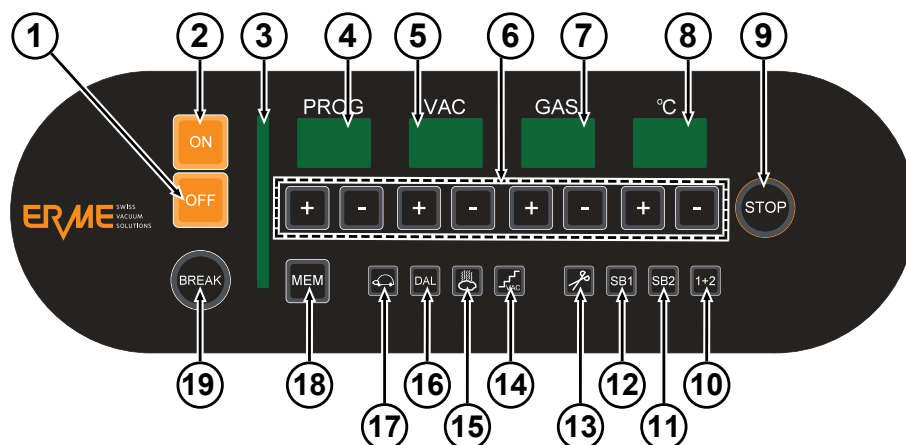 1 2 3 4 5 6 7 8 9
PROG VAC GAS °C
ON
OFF
+ - + - + - + -
STOP
ERME SWISS
VACUUM
SOLUTIONS
BREAK MEM DAL VAC SB1 SB2 1+2
19 18 17 16 15 14 13 12 11 10